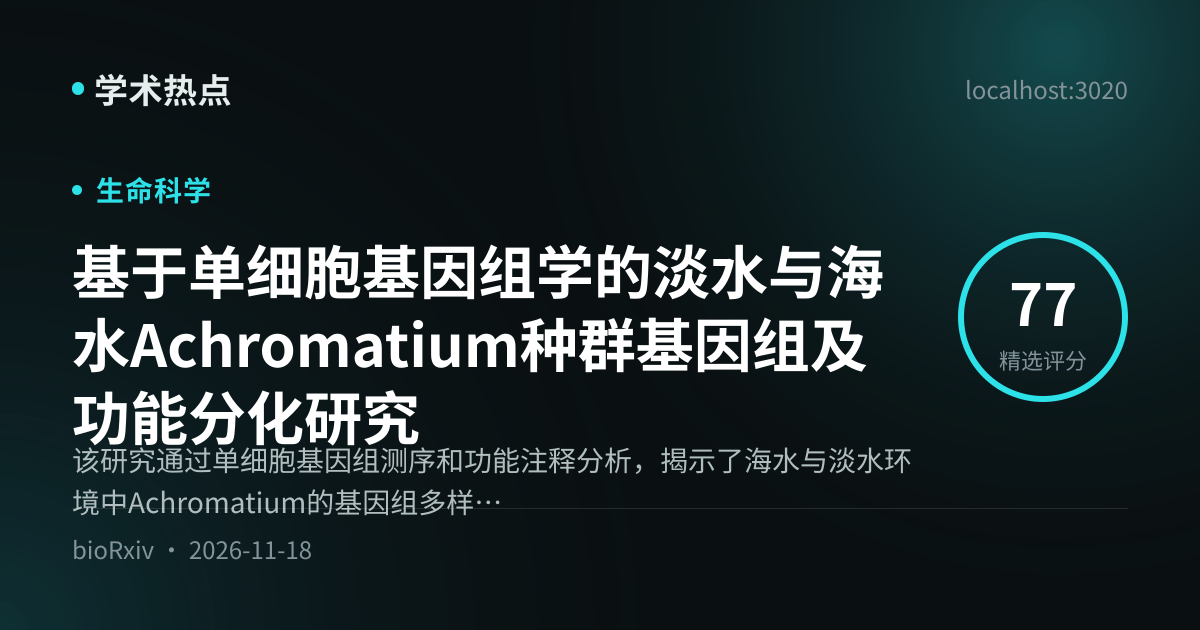 学术热点
localhost:3020
生命科学
基于单细胞基因组学的淡水与海
水Achromatium种群基因组及
功能分化研究
77
精选评分
该研究通过单细胞基因组测序和功能注释分析，揭示了海水与淡水环
境中Achromatium的基因组多样…
bioRxiv · 2026-11-18